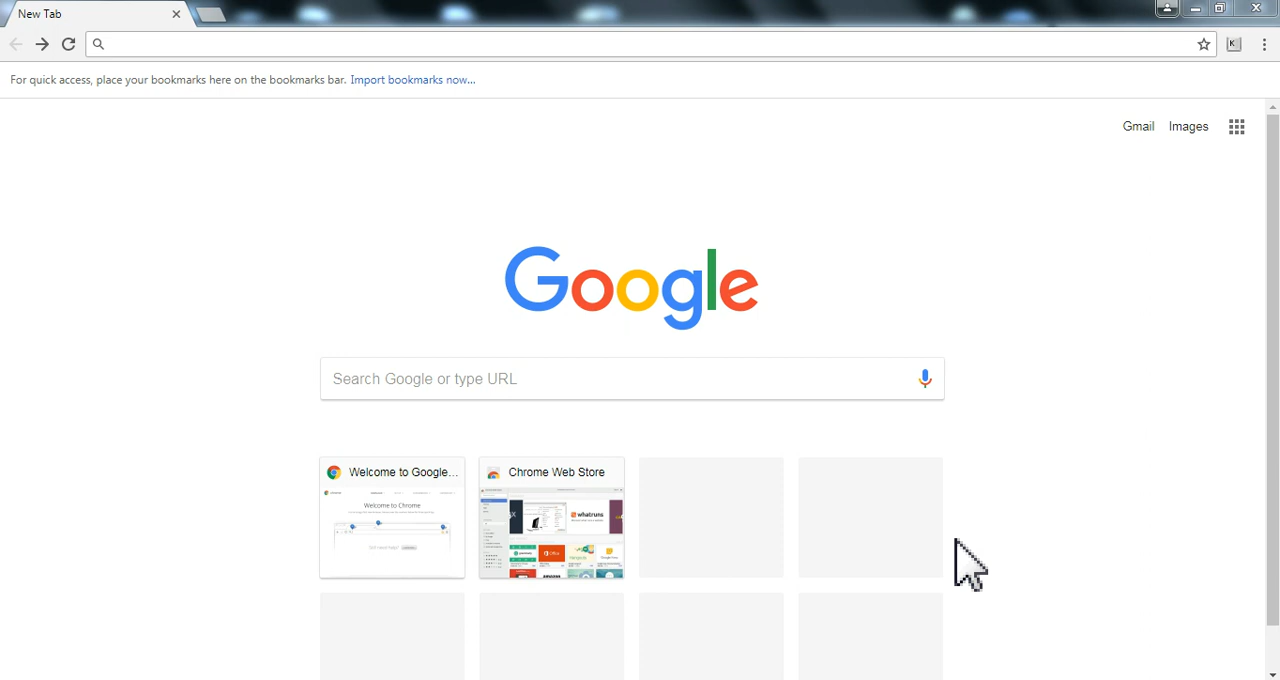 New Tab
For quick access, place your bookmarks here on the bookmarks bar. Import bookmarks now...
Gmail Images
Google
Search Google or type URL
Welcome to Google... Chrome Web Store
Welcome to Chrome
whatruns